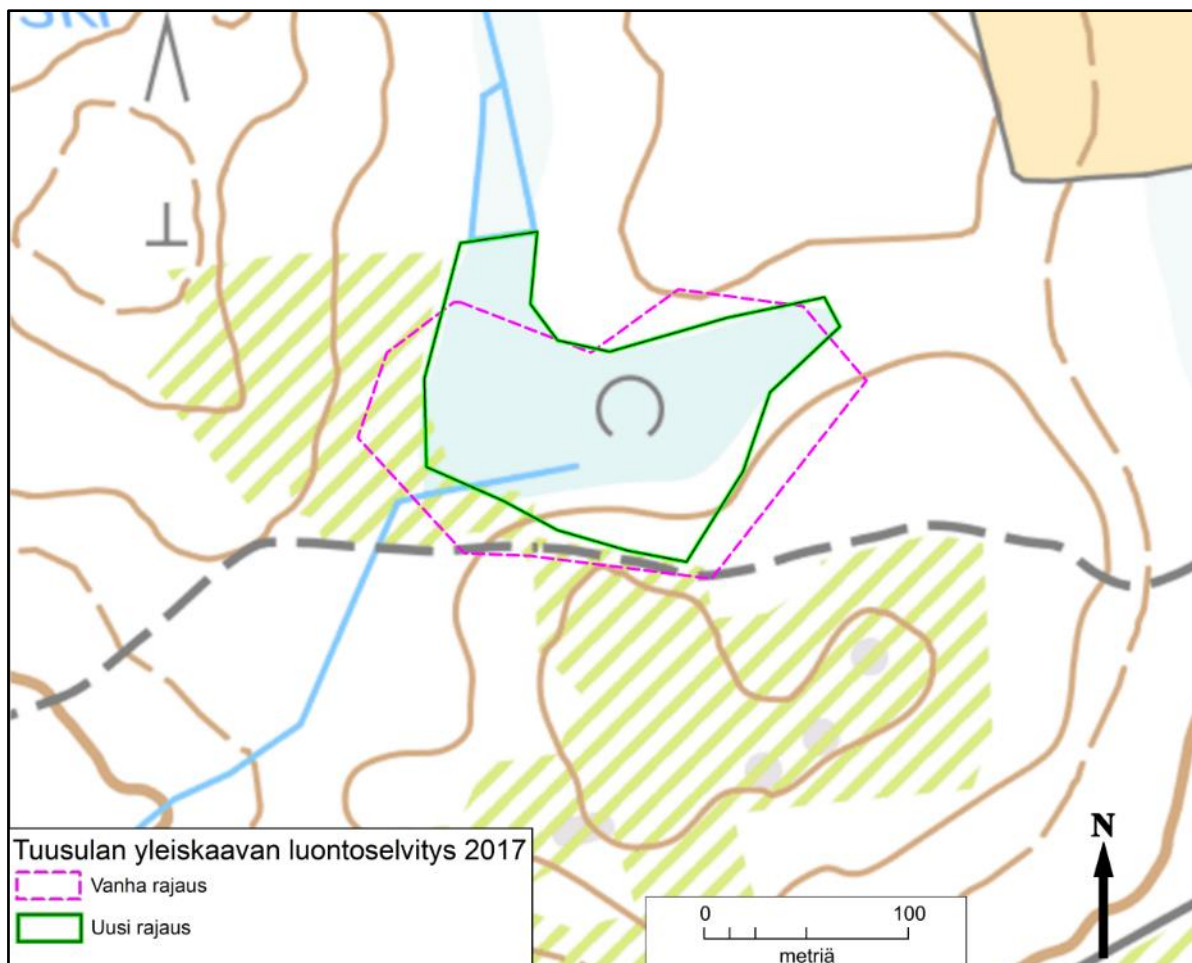 Tuusulan yleiskaavan luontoselvitys 2017
Vanha rajaus
Uusi rajaus
0 100
metriä
N